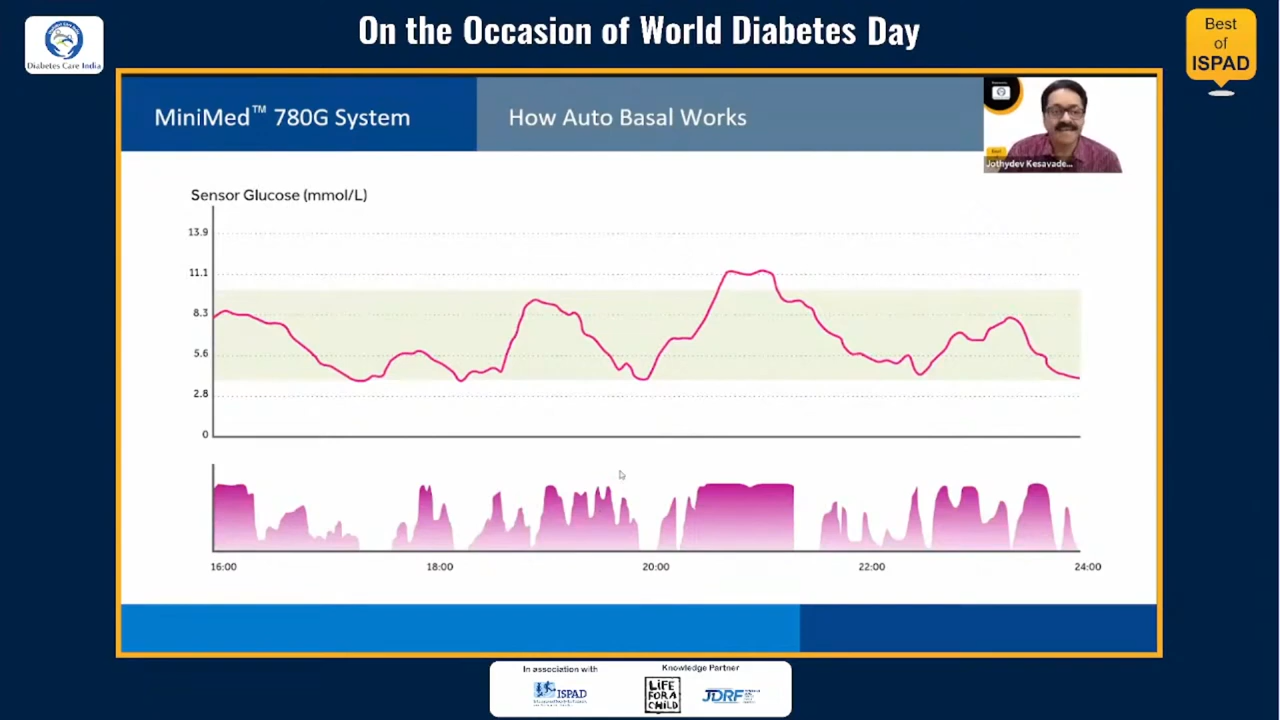 On the Occasion of World Diabetes Day
Diabetes Care India
Best
of
ISPAD
MiniMed™ 780G System
How Auto Basal Works
Jothydev Kesavade...
Sensor Glucose (mmol/L)
13.9
11.1
8.3
5.6
2.8
0
16:00
18:00
20:00
22:00
24:00
In association with
Knowledge Partner
ISPAD
LiFE
FOR A
CHiLD
JDRF